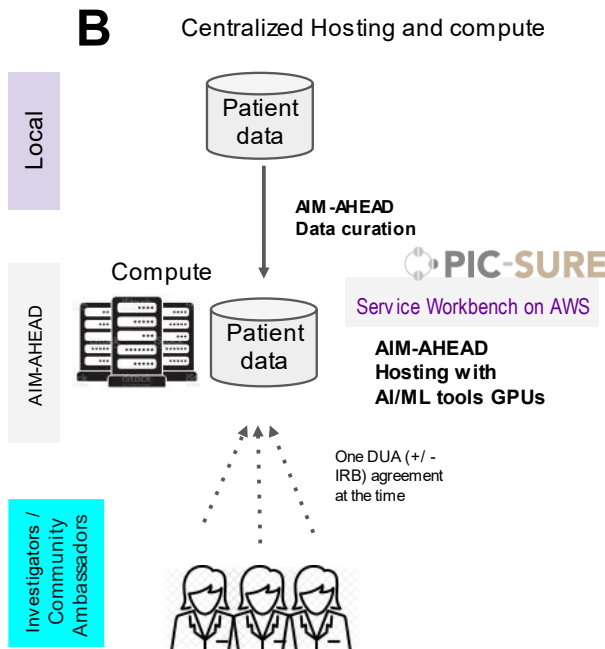 B
Centralized Hosting and compute
Local
Patient
data
AIM-AHEAD
Data curation
PIC-SURE
Compute
Service Workbench on AWS
AIM-AHEAD
Patient
data
AIM-AHEAD
Hosting with
AI/ML tools GPUs
One DUA (+/ -
IRB) agreement
at the time
Investigators /
Community
Ambassadors